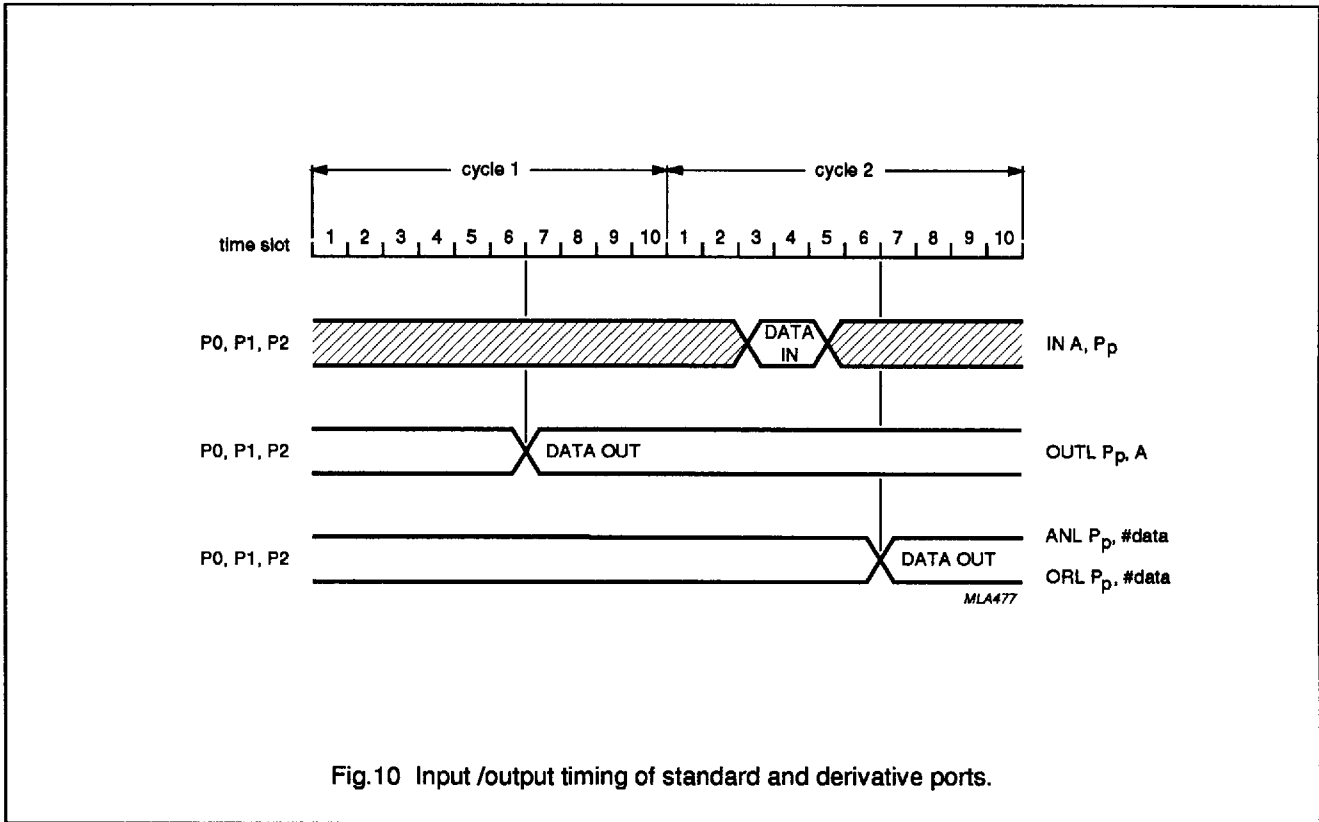 cycle 1 cycle 2
time slot 1 2 3 4 5 6 7 8 9 10 1 2 3 4 5 6 7 8 9 10
P0, P1, P2 DATA IN IN A, Pp
P0, P1, P2 DATA OUT OUTL Pp, A
ANL Pp, #data
P0, P1, P2 DATA OUT
ORL Pp, #data
MLA477
Fig.10 Input /output timing of standard and derivative ports.